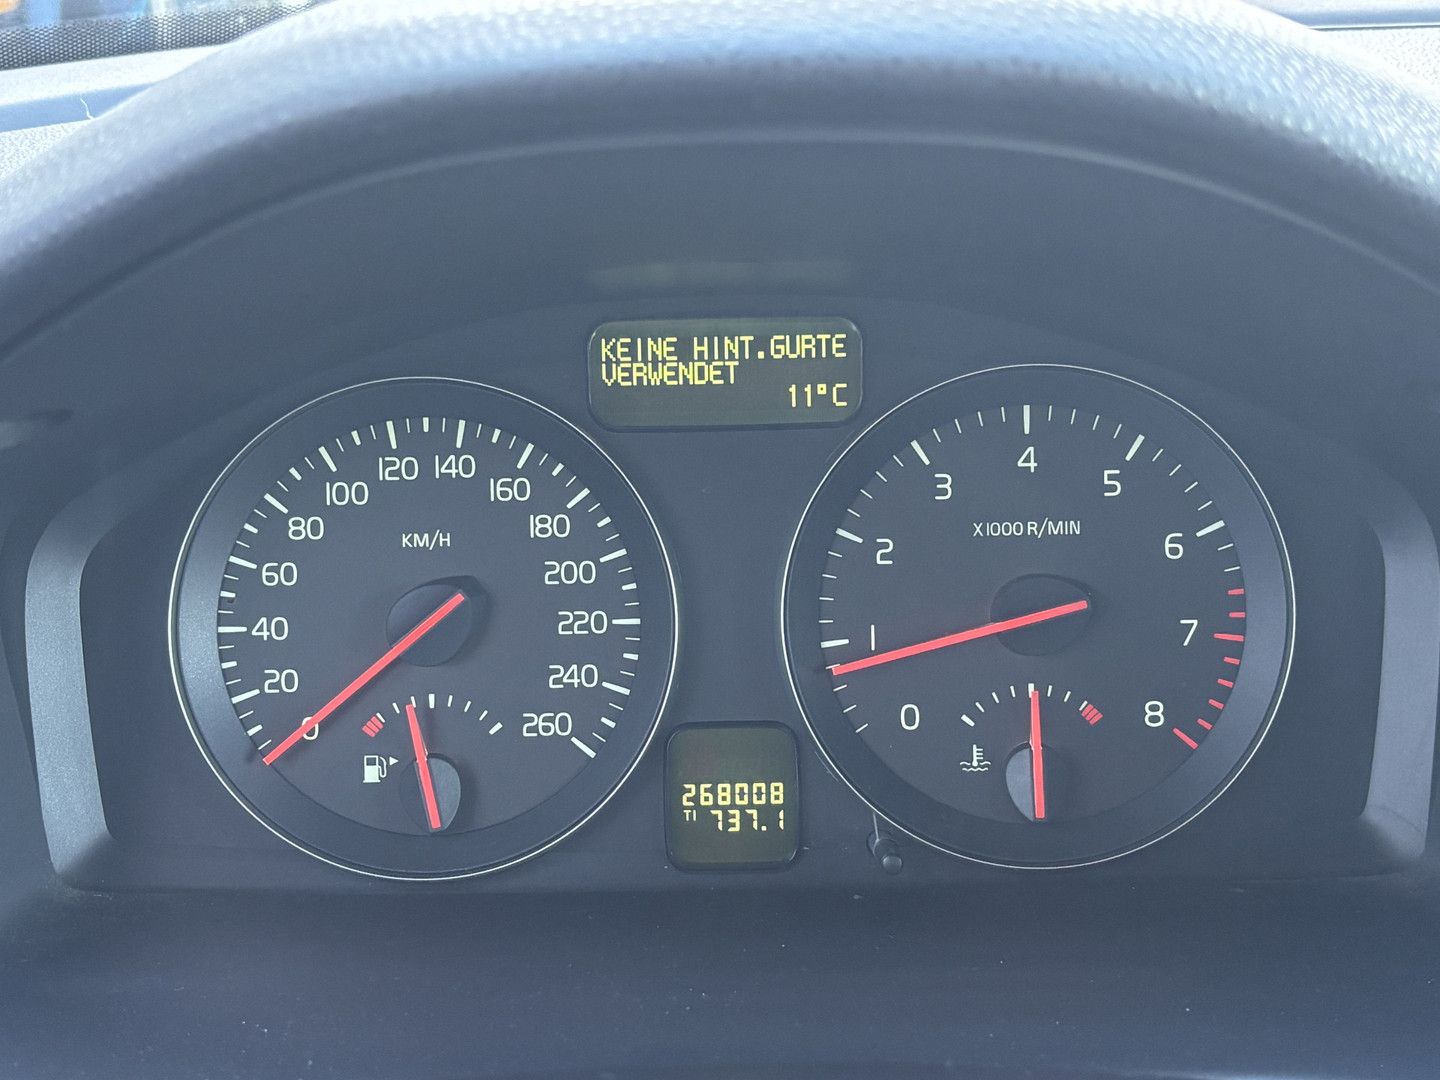 KEINE HINT.GURTE
VERWENDET
11°C
0 20 40 60 80 100 120 140 160 180 200 220 240 260
KM/H
0 1 2 3 4 5 6 7 8
X1000 R/MIN
268008
T1 737.1